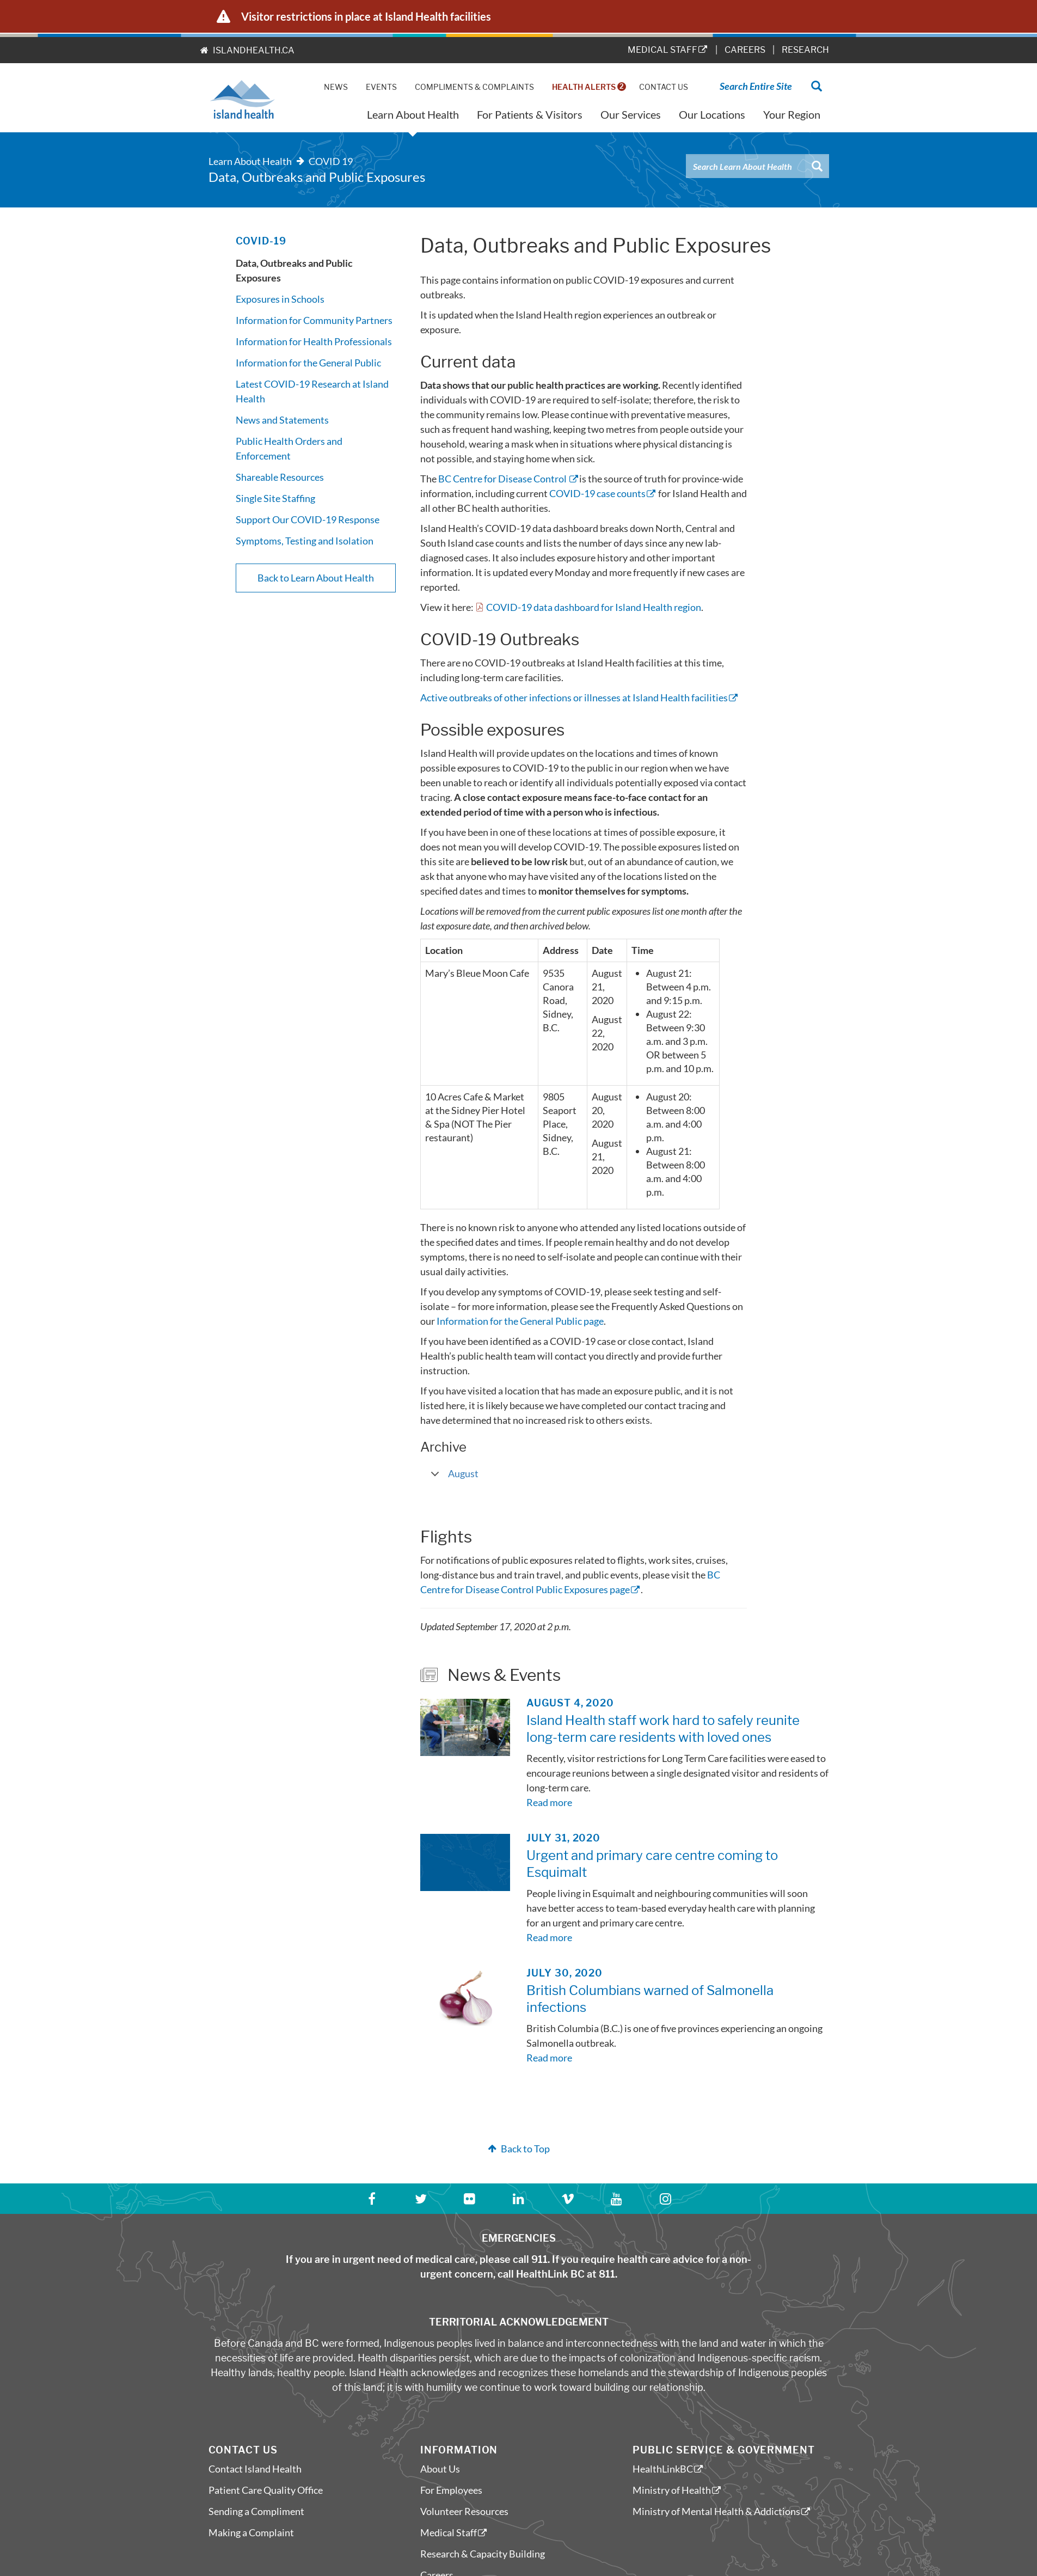 Visitor restrictions in place at Island Health facilities
ISLANDHEALTH.CA
MEDICAL STAFF | CAREERS | RESEARCH
island health
NEWS EVENTS COMPLIMENTS & COMPLAINTS HEALTH ALERTS 2 CONTACT US Search Entire Site
Learn About Health For Patients & Visitors Our Services Our Locations Your Region
Learn About Health COVID 19
Data, Outbreaks and Public Exposures
Search Learn About Health
COVID-19
Data, Outbreaks and Public
Exposures
Exposures in Schools
Information for Community Partners
Information for Health Professionals
Information for the General Public
Latest COVID-19 Research at Island
Health
News and Statements
Public Health Orders and
Enforcement
Shareable Resources
Single Site Staffing
Support Our COVID-19 Response
Symptoms, Testing and Isolation
Back to Learn About Health
Data, Outbreaks and Public Exposures
This page contains information on public COVID-19 exposures and current
outbreaks.
It is updated when the Island Health region experiences an outbreak or
exposure.
Current data
Data shows that our public health practices are working. Recently identified
individuals with COVID-19 are required to self-isolate; therefore, the risk to
the community remains low. Please continue with preventative measures,
such as frequent hand washing, keeping two metres from people outside your
household, wearing a mask when in situations where physical distancing is
not possible, and staying home when sick.
The BC Centre for Disease Control is the source of truth for province-wide
information, including current COVID-19 case counts for Island Health and
all other BC health authorities.
Island Health's COVID-19 data dashboard breaks down North, Central and
South Island case counts and lists the number of days since any new lab-
diagnosed cases. It also includes exposure history and other important
information. It is updated every Monday and more frequently if new cases are
reported.
View it here: COVID-19 data dashboard for Island Health region.
COVID-19 Outbreaks
There are no COVID-19 outbreaks at Island Health facilities at this time,
including long-term care facilities.
Active outbreaks of other infections or illnesses at Island Health facilities
Possible exposures
Island Health will provide updates on the locations and times of known
possible exposures to COVID-19 to the public in our region when we have
been unable to reach or identify all individuals potentially exposed via contact
tracing. A close contact exposure means face-to-face contact for an
extended period of time with a person who is infectious.
If you have been in one of these locations at times of possible exposure, it
does not mean you will develop COVID-19. The possible exposures listed on
this site are believed to be low risk but, out of an abundance of caution, we
ask that anyone who may have visited any of the locations listed on the
specified dates and times to monitor themselves for symptoms.
Locations will be removed from the current public exposures list one month after the
last exposure date, and then archived below.
Location Address Date Time
Mary's Bleue Moon Cafe
9535
Canora
Road,
Sidney,
B.C.
August
21,
2020
August
22,
2020
• August 21:
Between 4 p.m.
and 9:15 p.m.
• August 22:
Between 9:30
a.m. and 3 p.m.
OR between 5
p.m. and 10 p.m.
10 Acres Cafe & Market
at the Sidney Pier Hotel
& Spa (NOT The Pier
restaurant)
9805
Seaport
Place,
Sidney,
B.C.
August
20,
2020
August
21,
2020
• August 20:
Between 8:00
a.m. and 4:00
p.m.
• August 21:
Between 8:00
a.m. and 4:00
p.m.
There is no known risk to anyone who attended any listed locations outside of
the specified dates and times. If people remain healthy and do not develop
symptoms, there is no need to self-isolate and people can continue with their
usual daily activities.
If you develop any symptoms of COVID-19, please seek testing and self-
isolate – for more information, please see the Frequently Asked Questions on
our Information for the General Public page.
If you have been identified as a COVID-19 case or close contact, Island
Health's public health team will contact you directly and provide further
instruction.
If you have visited a location that has made an exposure public, and it is not
listed here, it is likely because we have completed our contact tracing and
have determined that no increased risk to others exists.
Archive
August
Flights
For notifications of public exposures related to flights, work sites, cruises,
long-distance bus and train travel, and public events, please visit the BC
Centre for Disease Control Public Exposures page.
Updated September 17, 2020 at 2 p.m.
News & Events
AUGUST 4, 2020
Island Health staff work hard to safely reunite
long-term care residents with loved ones
Recently, visitor restrictions for Long Term Care facilities were eased to
encourage reunions between a single designated visitor and residents of
long-term care.
Read more
JULY 31, 2020
Urgent and primary care centre coming to
Esquimalt
People living in Esquimalt and neighbouring communities will soon
have better access to team-based everyday health care with planning
for an urgent and primary care centre.
Read more
JULY 30, 2020
British Columbians warned of Salmonella
infections
British Columbia (B.C.) is one of five provinces experiencing an ongoing
Salmonella outbreak.
Read more
Back to Top
EMERGENCIES
If you are in urgent need of medical care, please call 911. If you require health care advice for a non-
urgent concern, call HealthLink BC at 811.
TERRITORIAL ACKNOWLEDGEMENT
Before Canada and BC were formed, Indigenous peoples lived in balance and interconnectedness with the land and water in which the
necessities of life are provided. Health disparities persist, which are due to the impacts of colonization and Indigenous-specific racism.
Healthy lands, healthy people. Island Health acknowledges and recognizes these homelands and the stewardship of Indigenous peoples
of this land; it is with humility we continue to work toward building our relationship.
CONTACT US
Contact Island Health
Patient Care Quality Office
Sending a Compliment
Making a Complaint
INFORMATION
About Us
For Employees
Volunteer Resources
Medical Staff
Research & Capacity Building
Careers
PUBLIC SERVICE & GOVERNMENT
HealthLinkBC
Ministry of Health
Ministry of Mental Health & Addictions